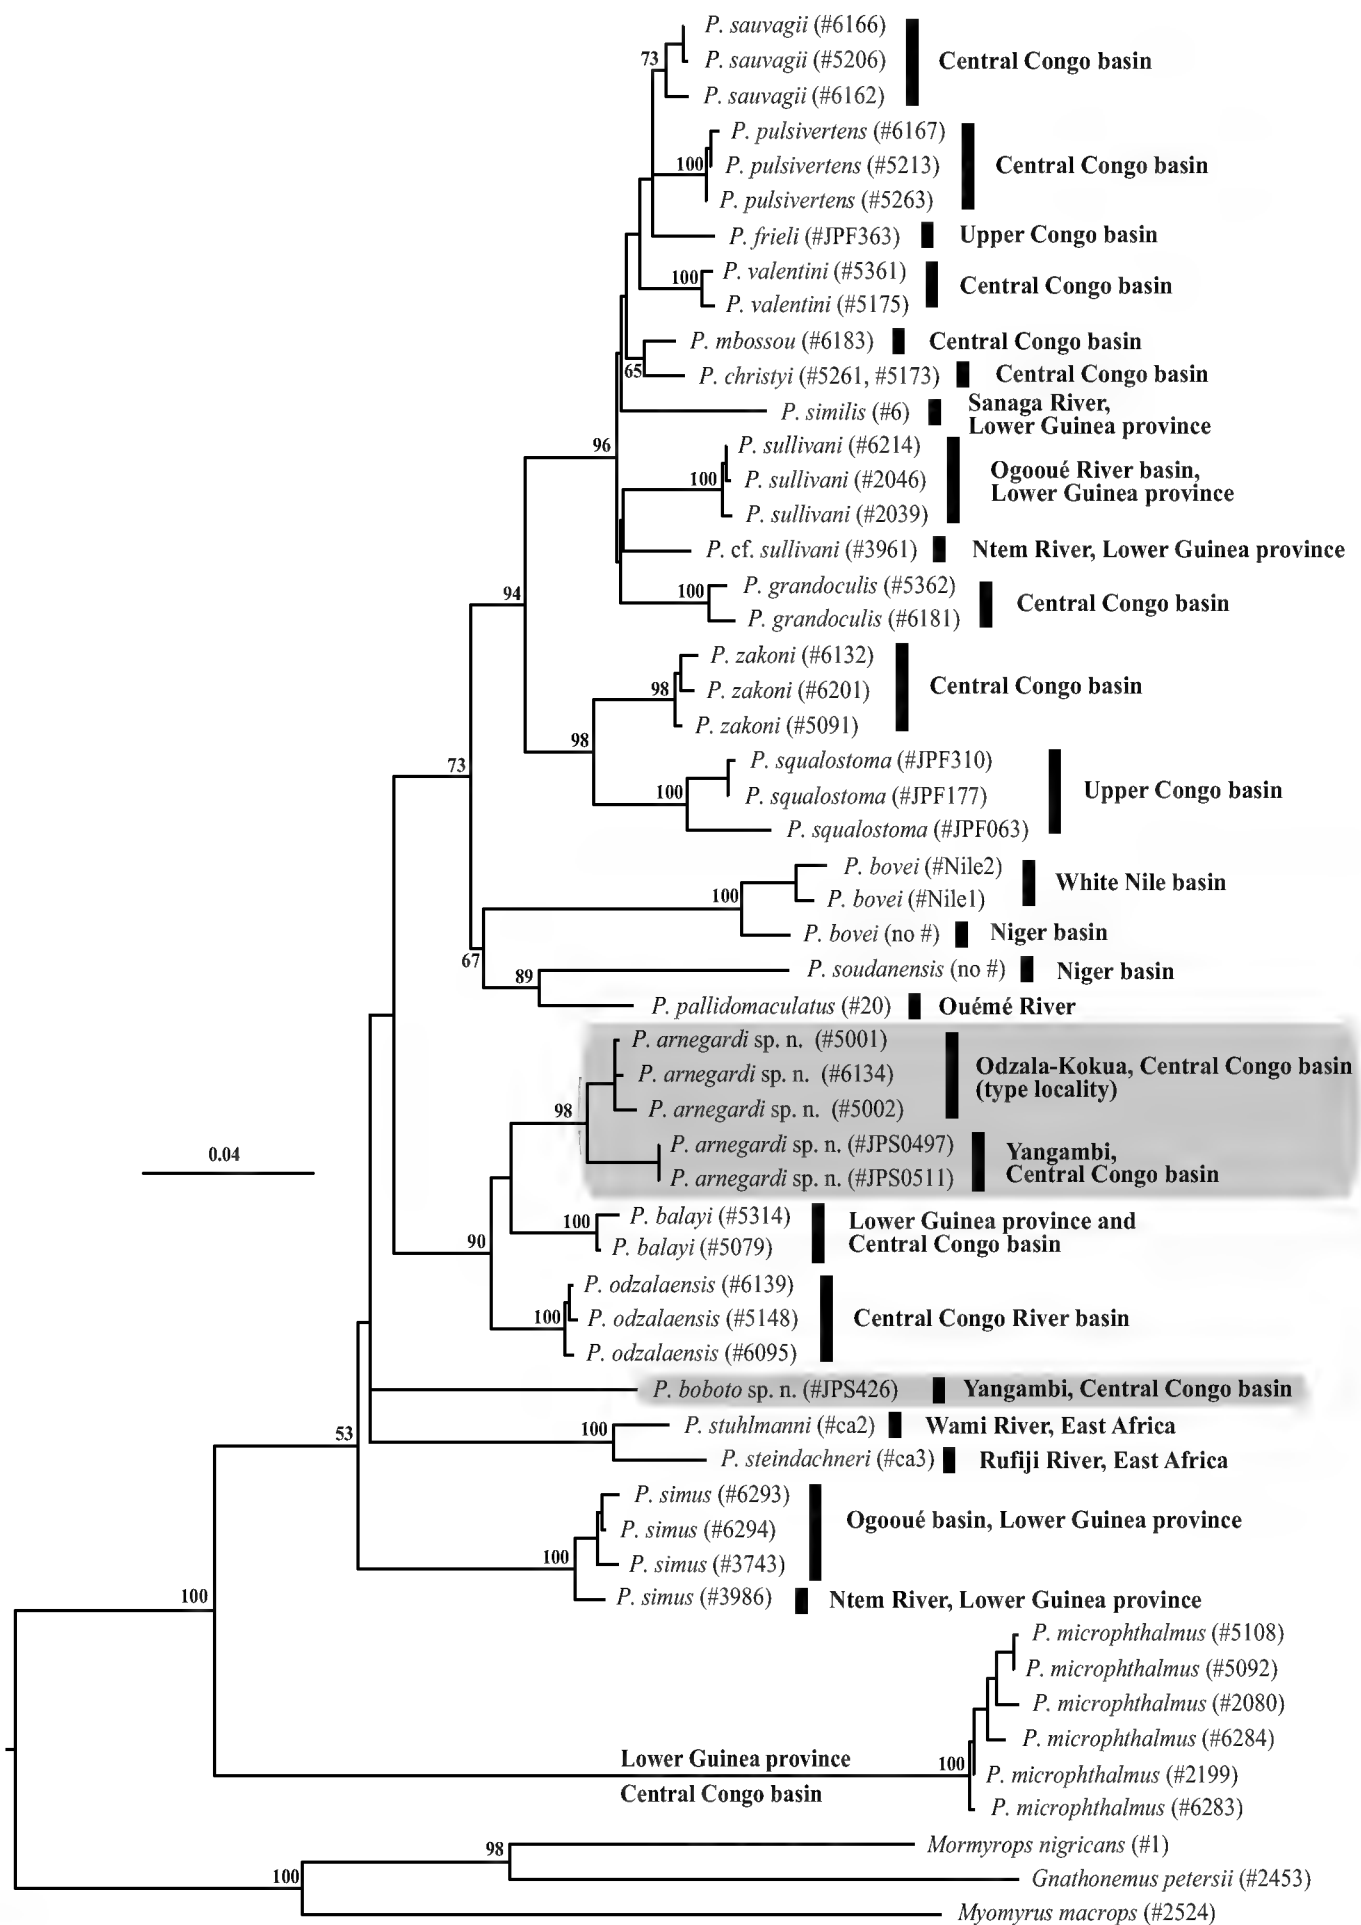 P. sauvagii (#6166)
73
P. sauvagii (#5206)
Central Congo basin
P. sauvagii (#6162)
P. pulsivertens (#6167)
100
P. pulsivertens (#5213)
Central Congo basin
P. pulsivertens (#5263)
P. frieli (#JPF363)
Upper Congo basin
P. valentini (#5361)
100
Central Congo basin
P. valentini (#5175)
P. mbossou (#6183)
Central Congo basin
65
P. christyi (#5261, #5173)
Central Congo basin
P. similis (#6)
Sanaga River,
Lower Guinea province
96
P. sullivani (#6214)
100
P. sullivani (#2046)
Ogooué River basin,
Lower Guinea province
P. sullivani (#2039)
P. cf. sullivani (#3961)
Ntem River, Lower Guinea province
94
P. grandoculis (#5362)
100
Central Congo basin
P. grandoculis (#6181)
P. zakoni (#6132)
98
P. zakoni (#6201)
Central Congo basin
P. zakoni (#5091)
98
P. squalostoma (#JPF310)
73
100
P. squalostoma (#JPF177)
Upper Congo basin
P. squalostoma (#JPF063)
P. bovei (#Nile2)
White Nile basin
100
P. bovei (#Nile1)
P. bovei (no #)
Niger basin
67
89
P. soudanensis (no #)
Niger basin
P. pallidomaculatus (#20)
Ouémé River
P. arnegardi sp. n. (#5001)
P. arnegardi sp. n. (#6134)
Odzala-Kokua, Central Congo basin
(type locality)
98
P. arnegardi sp. n. (#5002)
0.04
P. arnegardi sp. n. (#JPS0497)
Yangambi,
Central Congo basin
P. arnegardi sp. n. (#JPS0511)
P. balayi (#5314)
100
Lower Guinea province and
Central Congo basin
90
P. balayi (#5079)
P. odzalaensis (#6139)
100
P. odzalaensis (#5148)
Central Congo River basin
P. odzalaensis (#6095)
P. boboto sp. n. (#JPS426)
Yangambi, Central Congo basin
53
100
P. stuhlmanni (#ca2)
Wami River, East Africa
P. steindachneri (#ca3)
Rufiji River, East Africa
P. simus (#6293)
P. simus (#6294)
Ogooué basin, Lower Guinea province
100
P. simus (#3743)
P. simus (#3986)
Ntem River, Lower Guinea province
100
P. microphthalmus (#5108)
P. microphthalmus (#5092)
P. microphthalmus (#2080)
P. microphthalmus (#6284)
Lower Guinea province
100
P. microphthalmus (#2199)
Central Congo basin
P. microphthalmus (#6283)
98
Mormyrops nigricans (#1)
100
Gnathonemus petersii (#2453)
Myomyrus macrops (#2524)